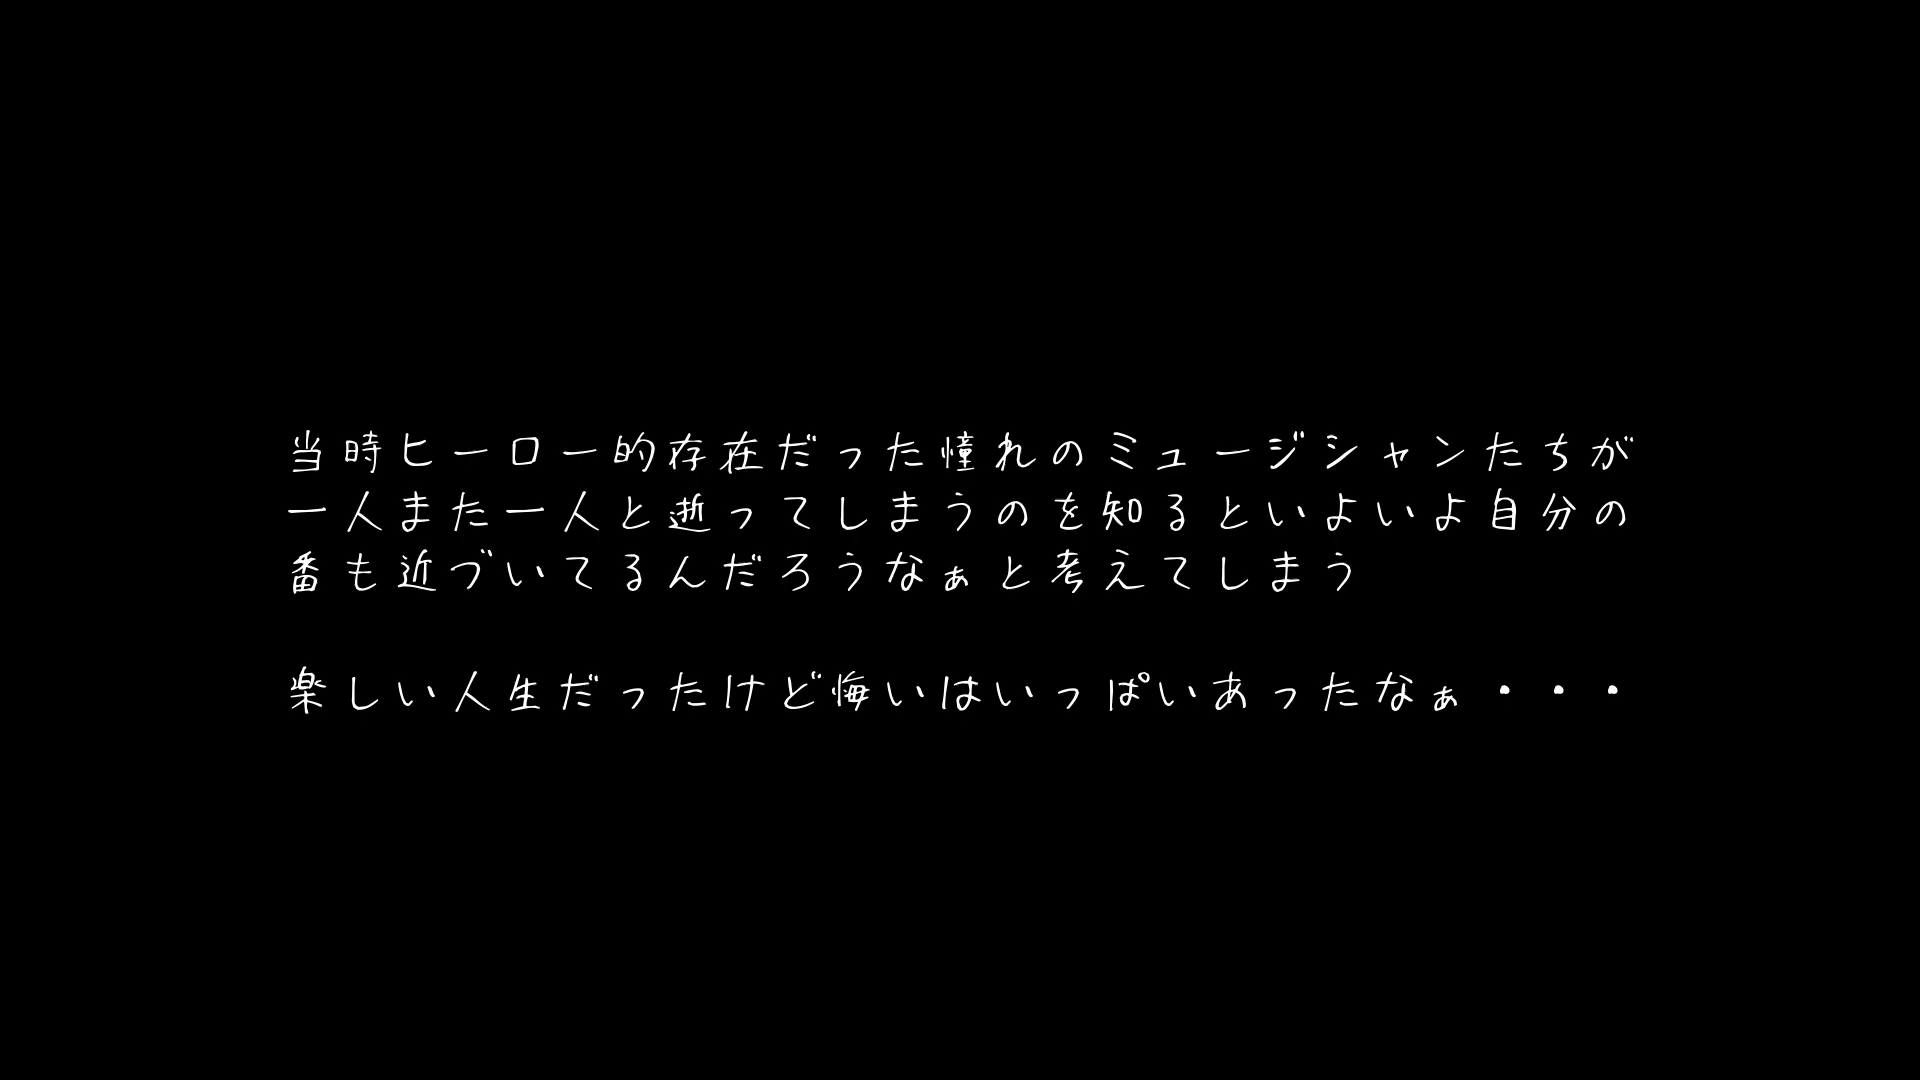 当時ヒーロー的存在だった憧れのミュージシャンたちが
一人また一人と逝ってしまうのを知るといよいよ自分の
番も近づいてるんだろうなぁと考えてしまう
楽しい人生だったけど悔いはいっぱいあったなぁ・・・